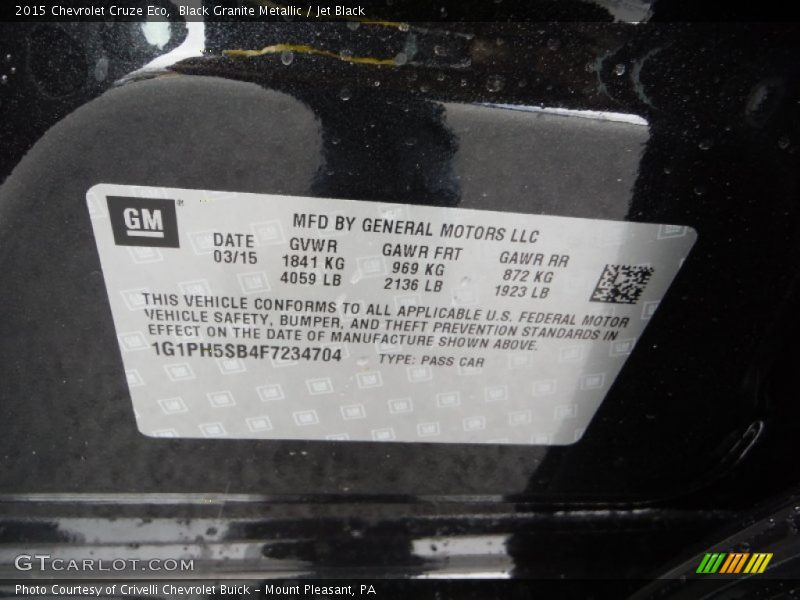 2015 Chevrolet Cruze Eco, Black Granite Metallic / Jet Black
GM
MFD BY GENERAL MOTORS LLC
DATE GVWR GAWR FRT GAWR RR
03/15 1841 KG 969 KG 872 KG
4059 LB 2136 LB 1923 LB
THIS VEHICLE CONFORMS TO ALL APPLICABLE U.S. FEDERAL MOTOR
VEHICLE SAFETY, BUMPER, AND THEFT PREVENTION STANDARDS IN
EFFECT ON THE DATE OF MANUFACTURE SHOWN ABOVE.
1G1PH5SB4F7234704 TYPE: PASS CAR
GTCARLOT.COM
Photo Courtesy of Crivelli Chevrolet Buick - Mount Pleasant, PA